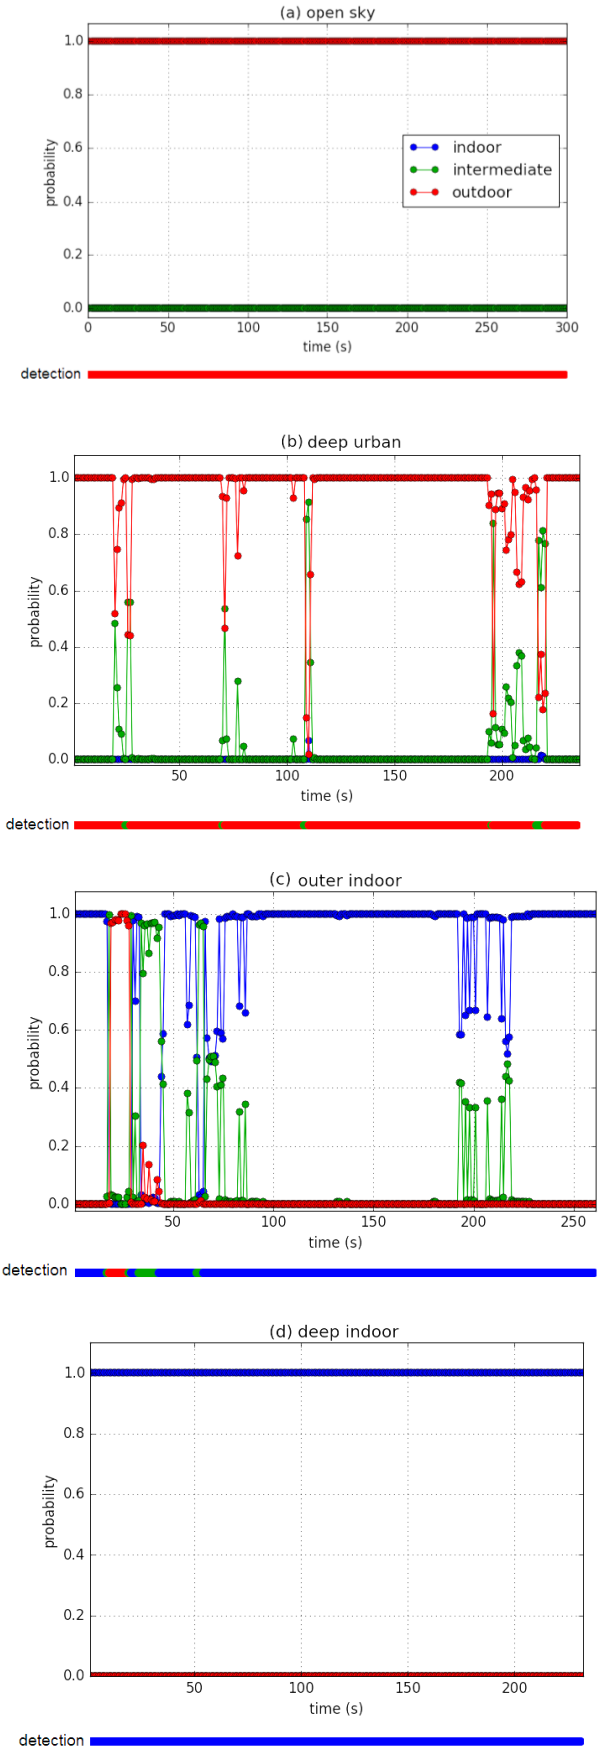 (a) open sky
1.0
0.8
0.6
0.4
0.2
0.0
probability
indoor
intermediate
outdoor
0 50 100 150 200 250 300
time (s)
detection
(b) deep urban
1.0
0.8
0.6
0.4
0.2
0.0
probability
50 100 150 200
time (s)
detection
(c) outer indoor
1.0
0.8
0.6
0.4
0.2
0.0
probability
50 100 150 200 250
time (s)
detection
(d) deep indoor
1.0
0.8
0.6
0.4
0.2
0.0
probability
50 100 150 200
time (s)
detection